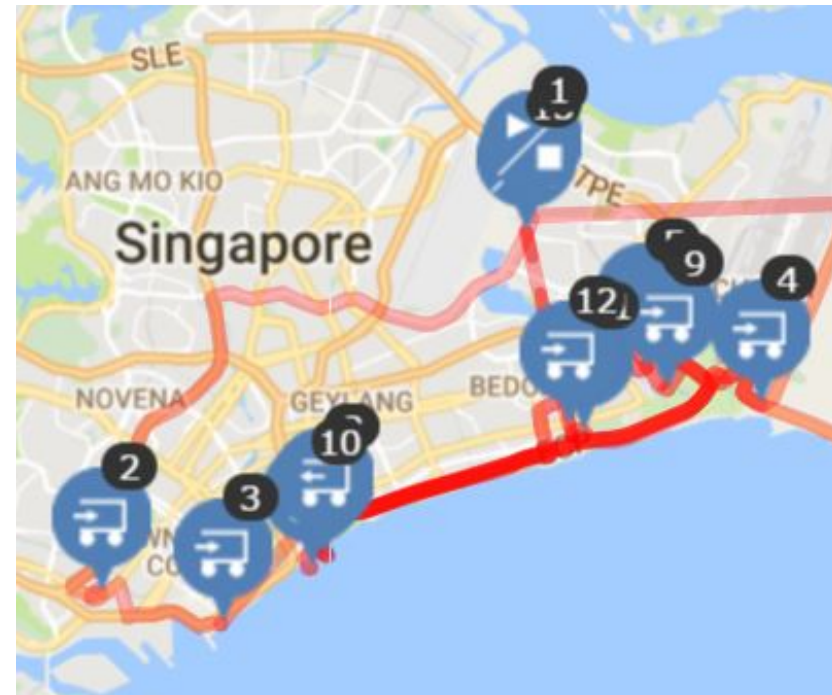 SLE
1
ANG MO KIO
TPE
Singapore
9
4
12
NOVENA
GEYLANG
BEDO
10
2
3